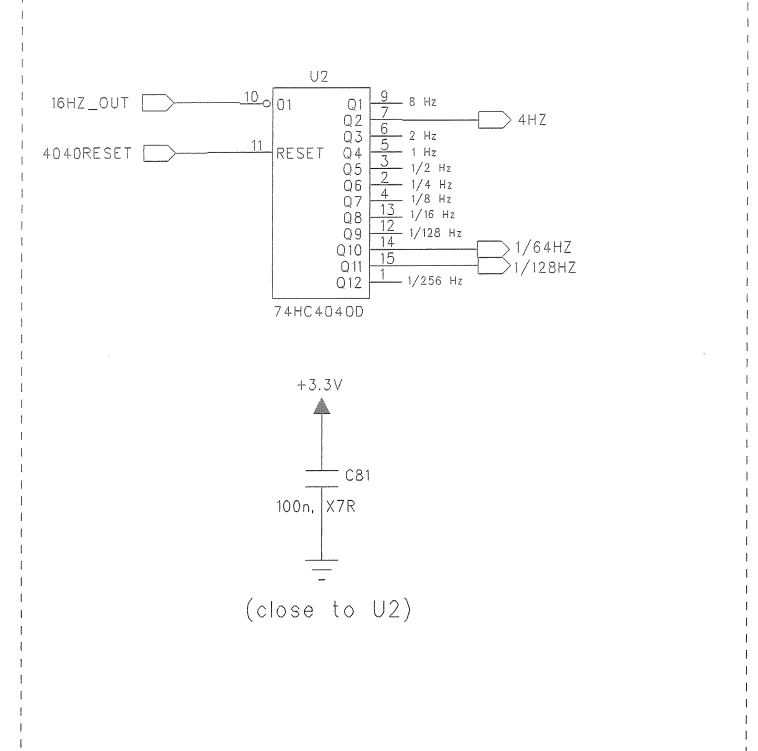 U2
16HZ_OUT 10 01 Q1 9 8 Hz
Q2 7 4HZ
Q3 6 2 Hz
4040RESET 11 RESET Q4 5 1 Hz
Q5 3 1/2 Hz
Q6 2 1/4 Hz
Q7 4 1/8 Hz
Q8 13 1/16 Hz
Q9 12 1/128 Hz
Q10 14 1/64HZ
Q11 15 1/128HZ
Q12 1 1/256 Hz
74HC4040D
+3.3V
C81
100n, X7R
(close to U2)